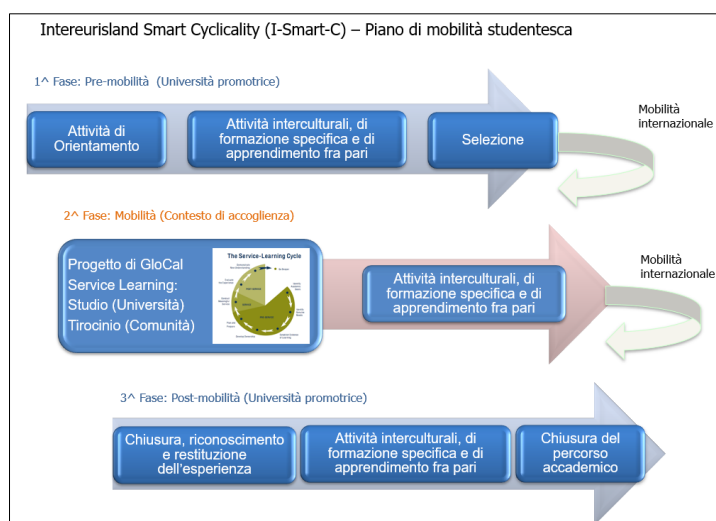 Intereurisland Smart Cyclicality (I-Smart-C) – Piano di mobilità studentesca
1^ Fase: Pre-mobilità (Università promotrice)
Attività di
Orientamento
Attività interculturali, di
formazione specifica e di
apprendimento fra pari
Selezione
Mobilità
internazionale
2^ Fase: Mobilità (Contesto di accoglienza)
Progetto di GloCal
Service Learning:
Studio (Università)
Tirocinio (Comunità)
The Service-Learning Cycle
Attività interculturali, di
formazione specifica e di
apprendimento fra pari
Mobilità
internazionale
3^ Fase: Post-mobilità (Università promotrice)
Chiusura, riconoscimento
e restituzione
dell'esperienza
Attività interculturali, di
formazione specifica e di
apprendimento fra pari
Chiusura del
percorso
accademico